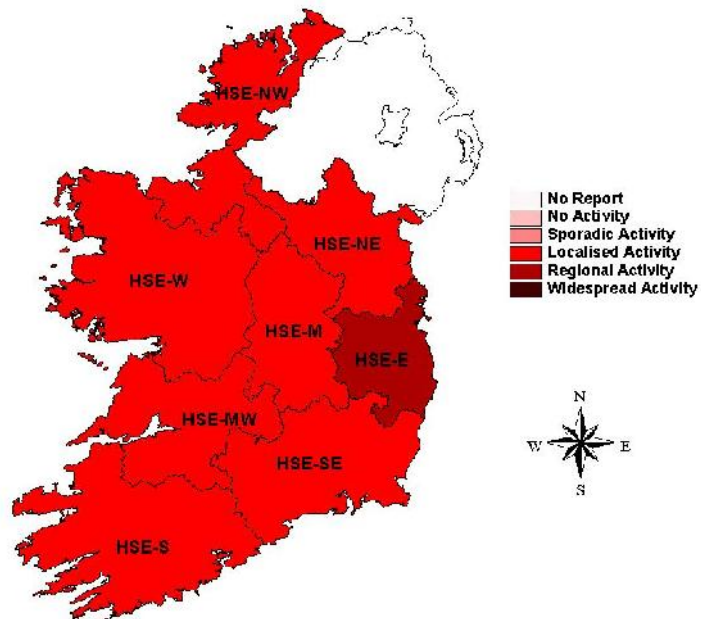 HSE-NW
No Report
No Activity
Sporadic Activity
Localised Activity
Regional Activity
Widespread Activity
HSE-NE
HSE-W
HSE-M
HSE-E
HSE-MW
HSE-SE
HSE-S
N
W E
S